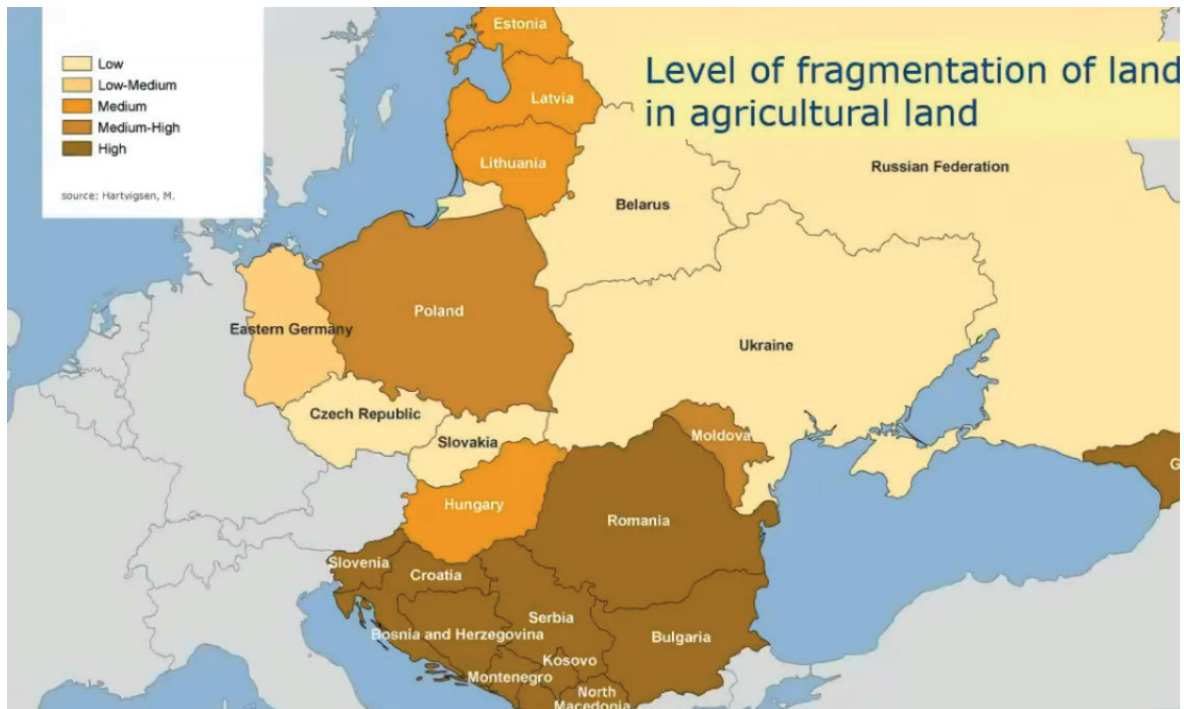 Low
Low-Medium
Medium
Medium-High
High
source: Hartvigsen, M.
Level of fragmentation of land
in agricultural land
Estonia
Latvia
Lithuania
Russian Federation
Belarus
Poland
Eastern Germany
Ukraine
Czech Republic
Slovakia
Moldova
Hungary
G
Romania
Slovenia
Croatia
Serbia
Bosnia and Herzegovina
Bulgaria
Kosovo
Montenegro
North
Macedonia